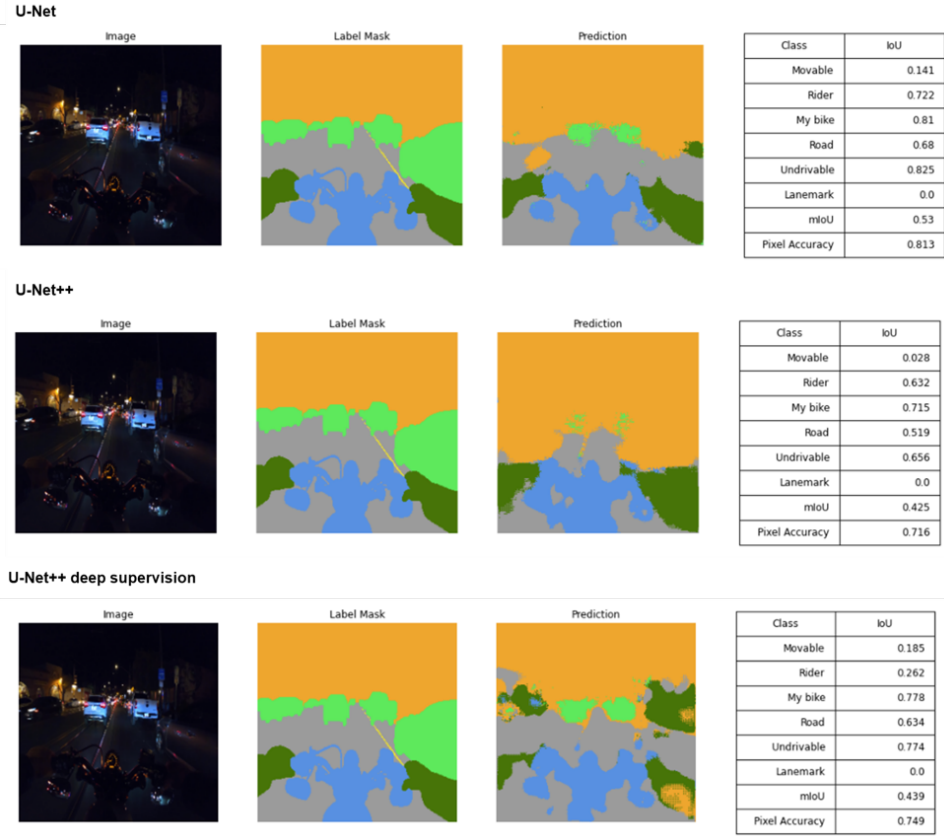 U-Net
Image Label Mask Prediction
Class IoU
Movable 0.141
Rider 0.722
My bike 0.81
Road 0.68
Undrivable 0.825
Lanemark 0.0
mIoU 0.53
Pixel Accuracy 0.813
U-Net++
Image Label Mask Prediction
Class IoU
Movable 0.028
Rider 0.632
My bike 0.715
Road 0.519
Undrivable 0.656
Lanemark 0.0
mIoU 0.425
Pixel Accuracy 0.716
U-Net++ deep supervision
Image Label Mask Prediction
Class IoU
Movable 0.185
Rider 0.262
My bike 0.778
Road 0.634
Undrivable 0.774
Lanemark 0.0
mIoU 0.439
Pixel Accuracy 0.749